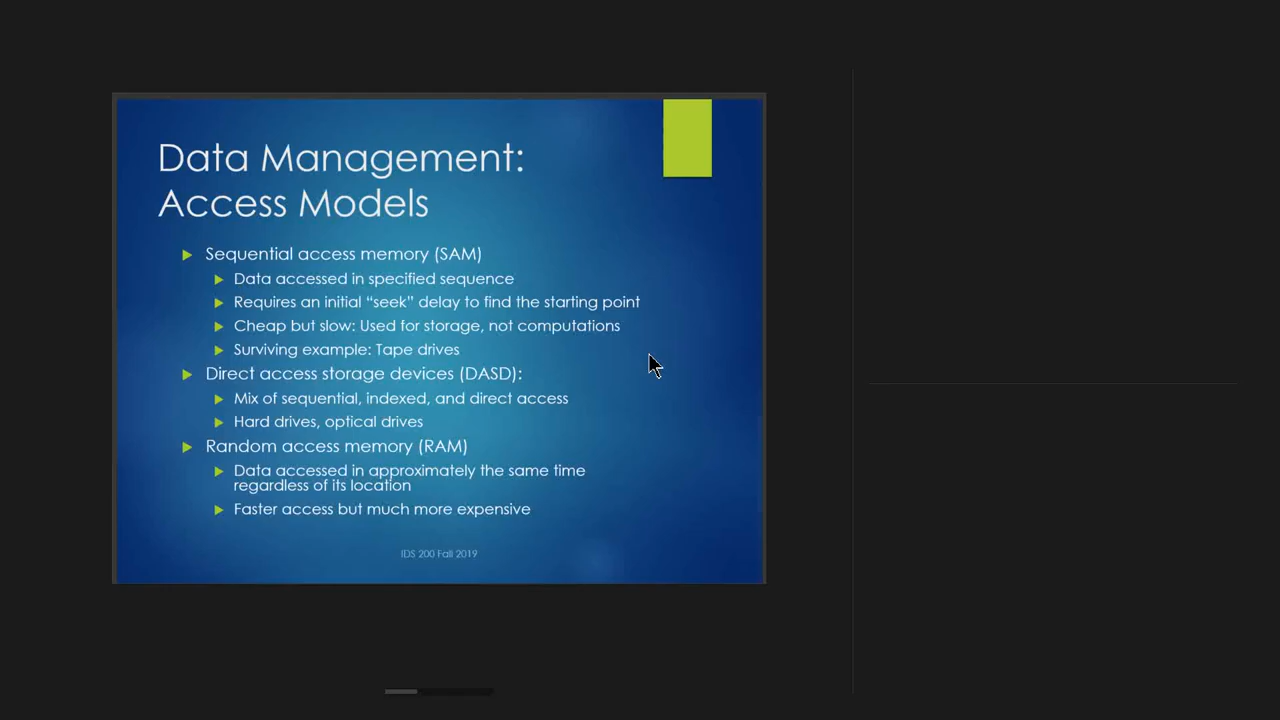 Data Management:
Access Models
Sequential access memory (SAM)
Data accessed in specified sequence
Requires an initial “seek” delay to find the starting point
Cheap but slow: Used for storage, not computations
Surviving example: Tape drives
Direct access storage devices (DASD):
Mix of sequential, indexed, and direct access
Hard drives, optical drives
Random access memory (RAM)
Data accessed in approximately the same time
regardless of its location
Faster access but much more expensive
IDS 200 Fall 2019